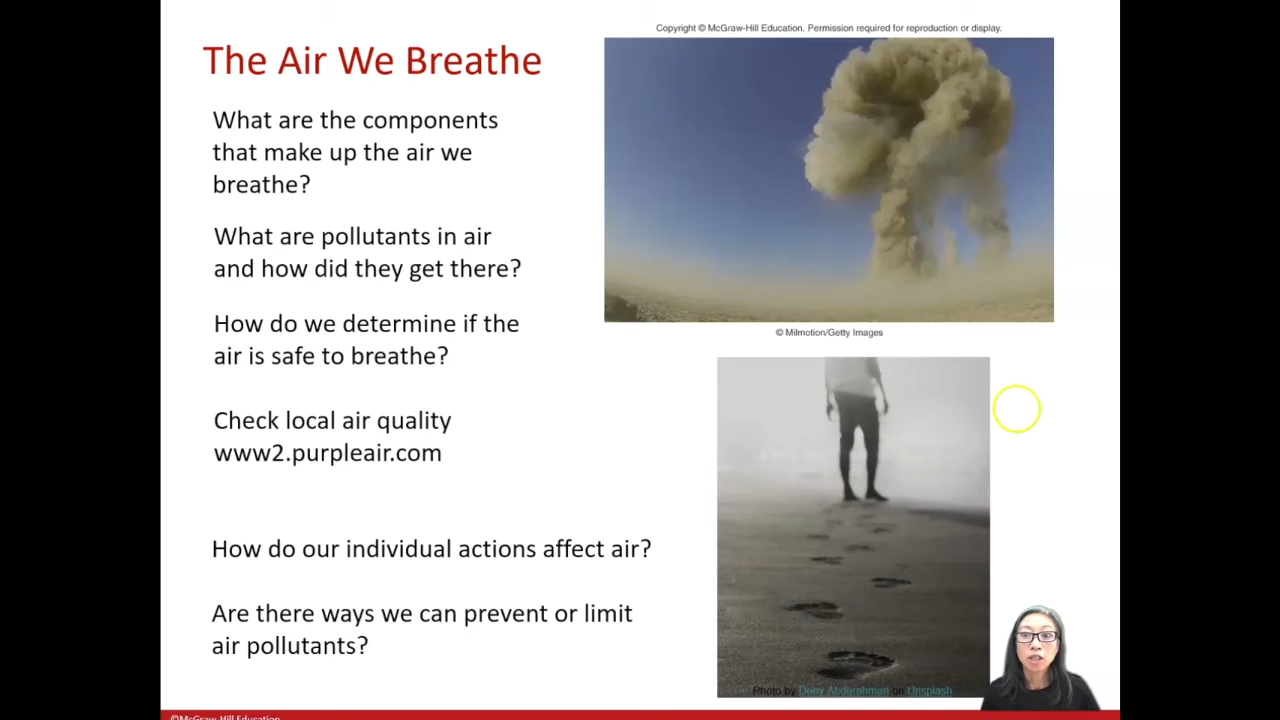 Copyright © McGraw-Hill Education. Permission required for reproduction or display.
The Air We Breathe
What are the components
that make up the air we
breathe?
What are pollutants in air
and how did they get there?
How do we determine if the
air is safe to breathe?
© Milmotion/Getty Images
Check local air quality
www2.purpleair.com
How do our individual actions affect air?
Are there ways we can prevent or limit
air pollutants?
Photo by Dany Abdurahman on Unsplash
©McGraw-Hill Education